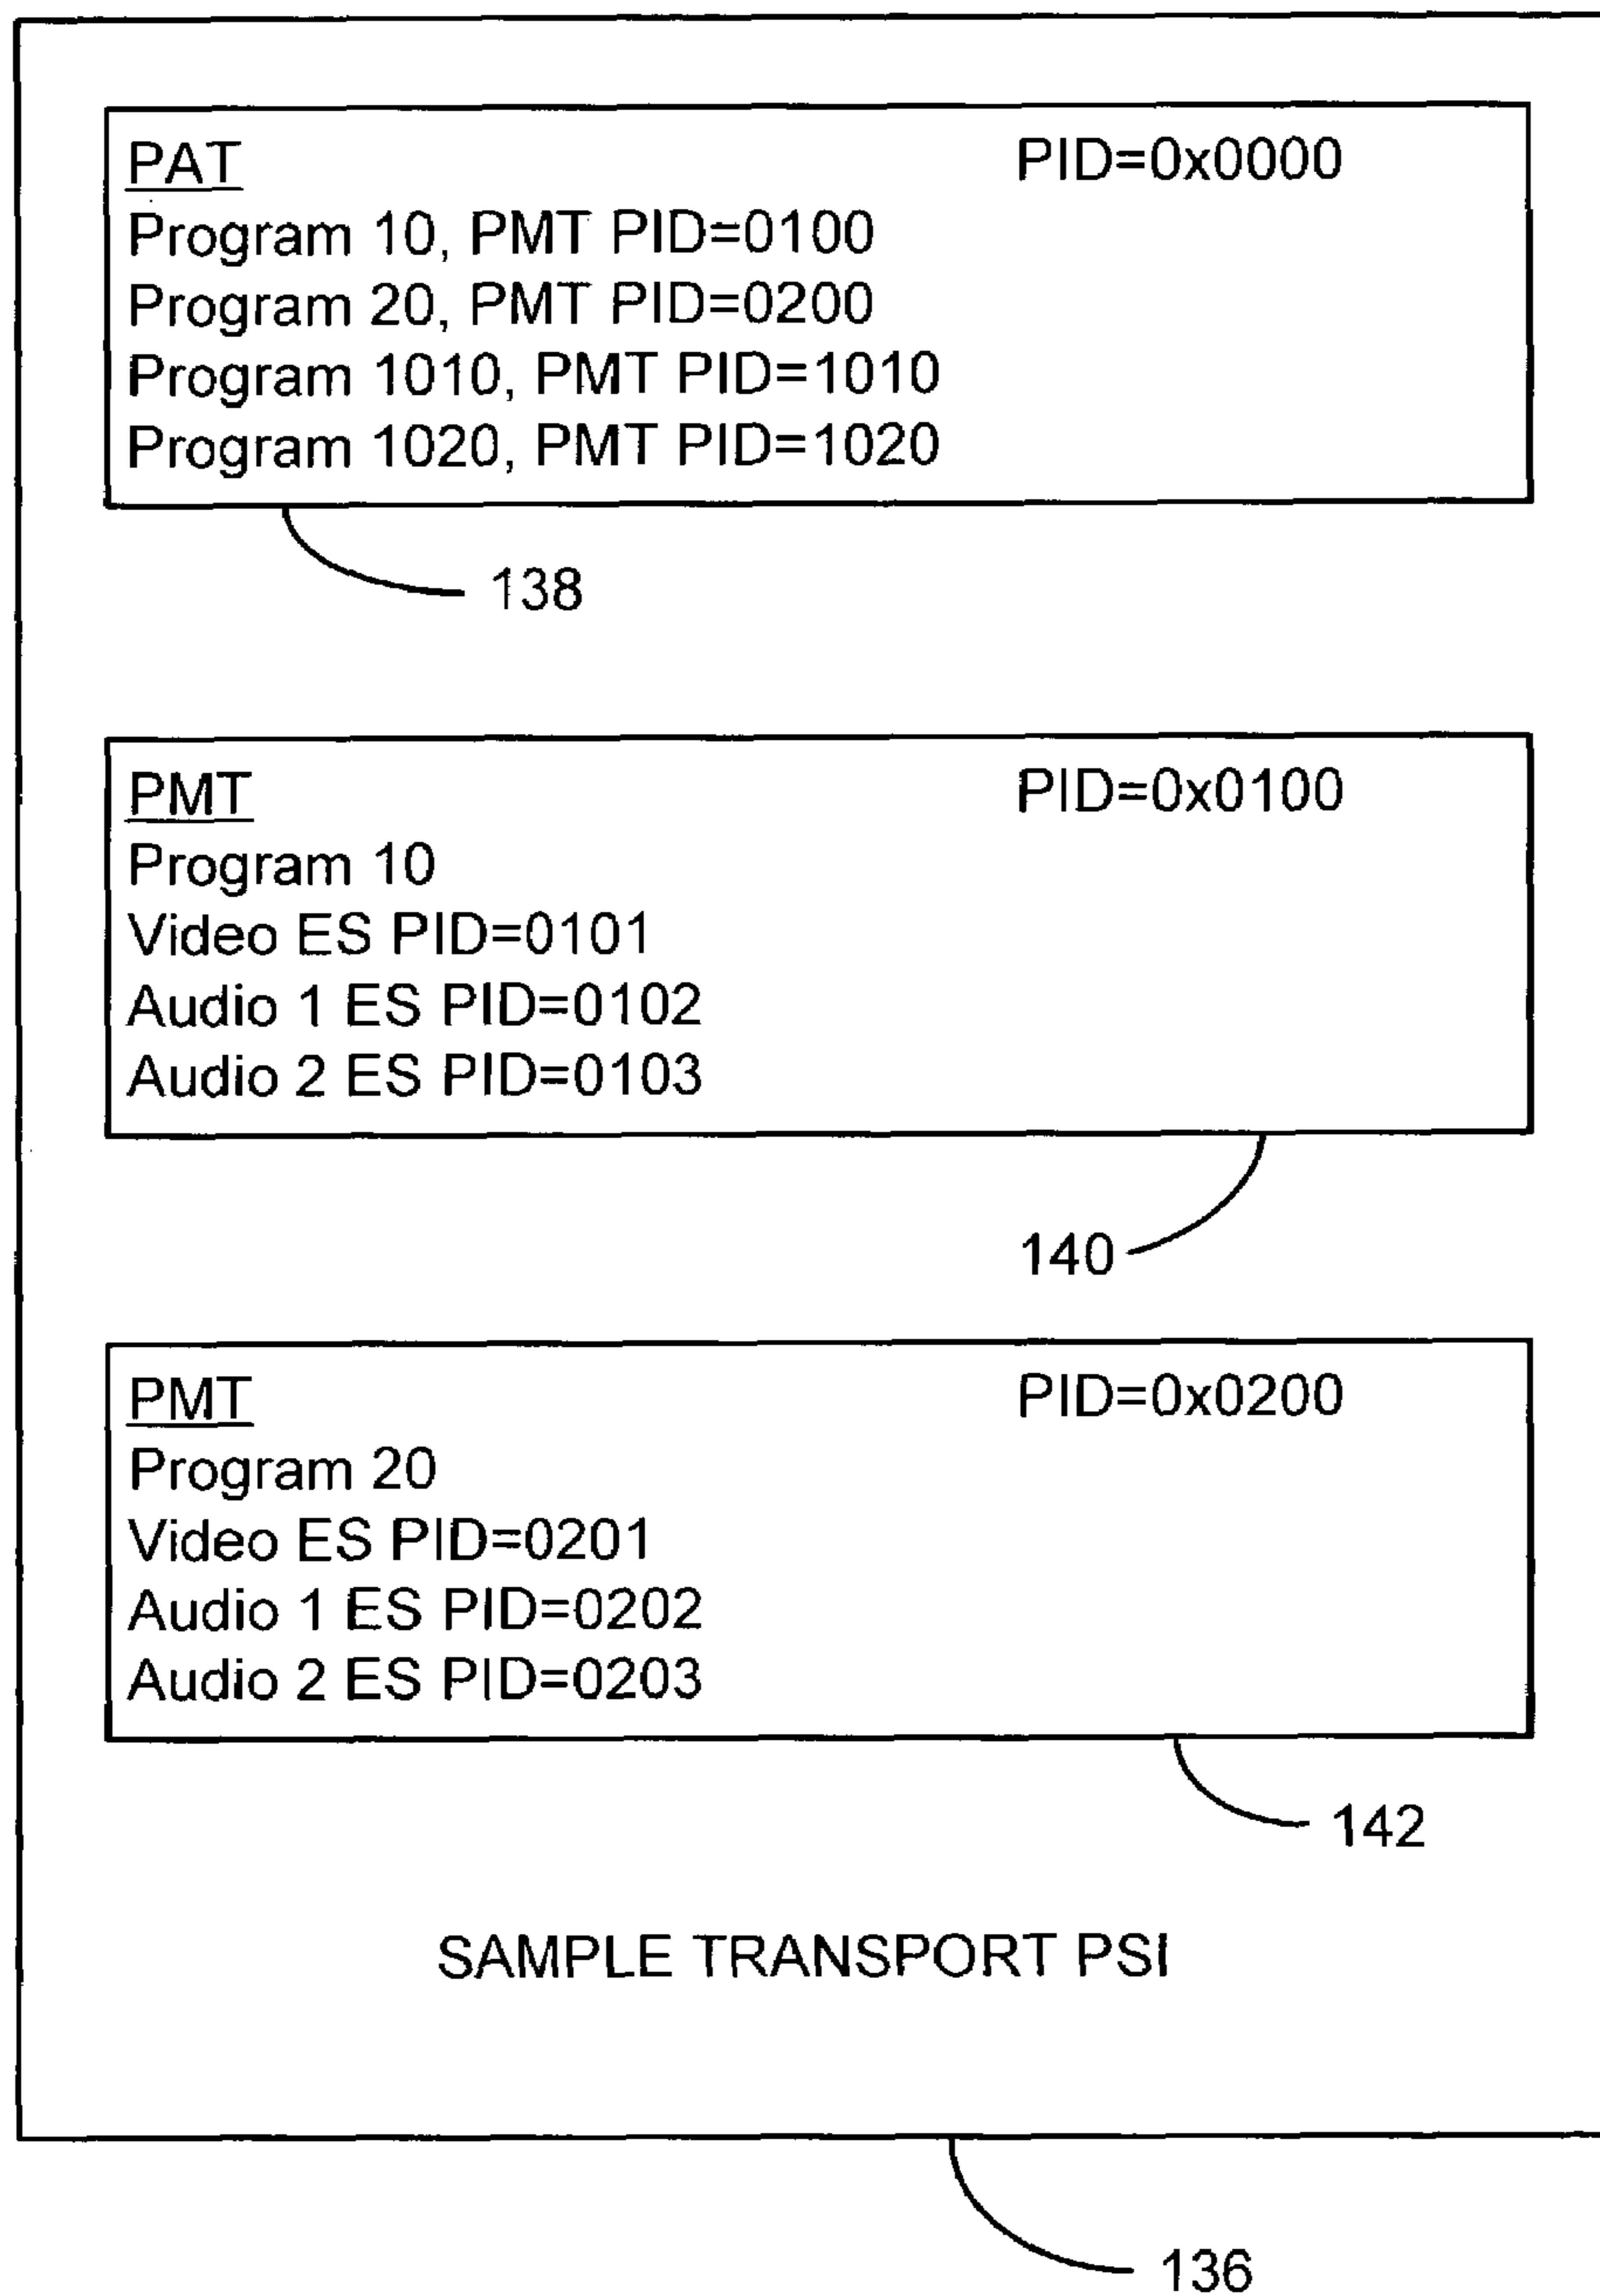 PAT PID=0x0000
Program 10, PMT PID=0100
Program 20, PMT PID=0200
Program 1010, PMT PID=1010
Program 1020, PMT PID=1020
138
PMT PID=0x0100
Program 10
Video ES PID=0101
Audio 1 ES PID=0102
Audio 2 ES PID=0103
140
PMT PID=0x0200
Program 20
Video ES PID=0201
Audio 1 ES PID=0202
Audio 2 ES PID=0203
142
SAMPLE TRANSPORT PSI
136